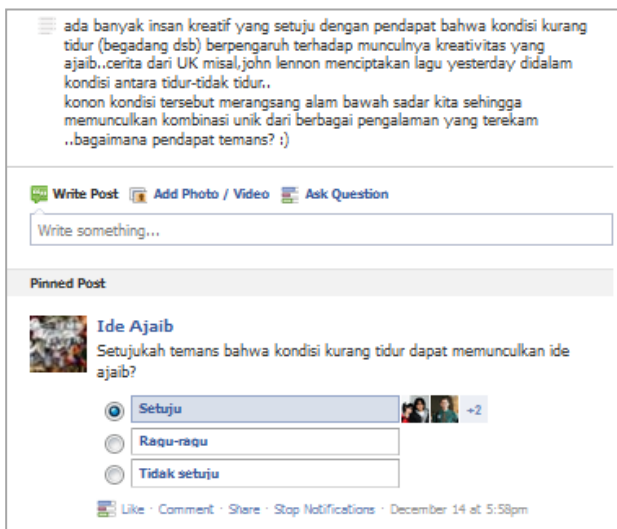 ada banyak insan kreatif yang setuju dengan pendapat bahwa kondisi kurang
tidur (begadang dsb) berpengaruh terhadap munculnya kreativitas yang
ajaib..cerita dari UK misal,john lennon menciptakan lagu yesterday didalam
kondisi antara tidur-tidak tidur..
konon kondisi tersebut merangsang alam bawah sadar kita sehingga
memunculkan kombinasi unik dari berbagai pengalaman yang terekam
..bagaimana pendapat temans? :)
Write Post Add Photo / Video Ask Question
Write something...
Pinned Post
Ide Ajaib
Setujukah temans bahwa kondisi kurang tidur dapat memunculkan ide
ajaib?
Setuju +2
Ragu-ragu
Tidak setuju
Like · Comment · Share · Stop Notifications · December 14 at 5:58pm